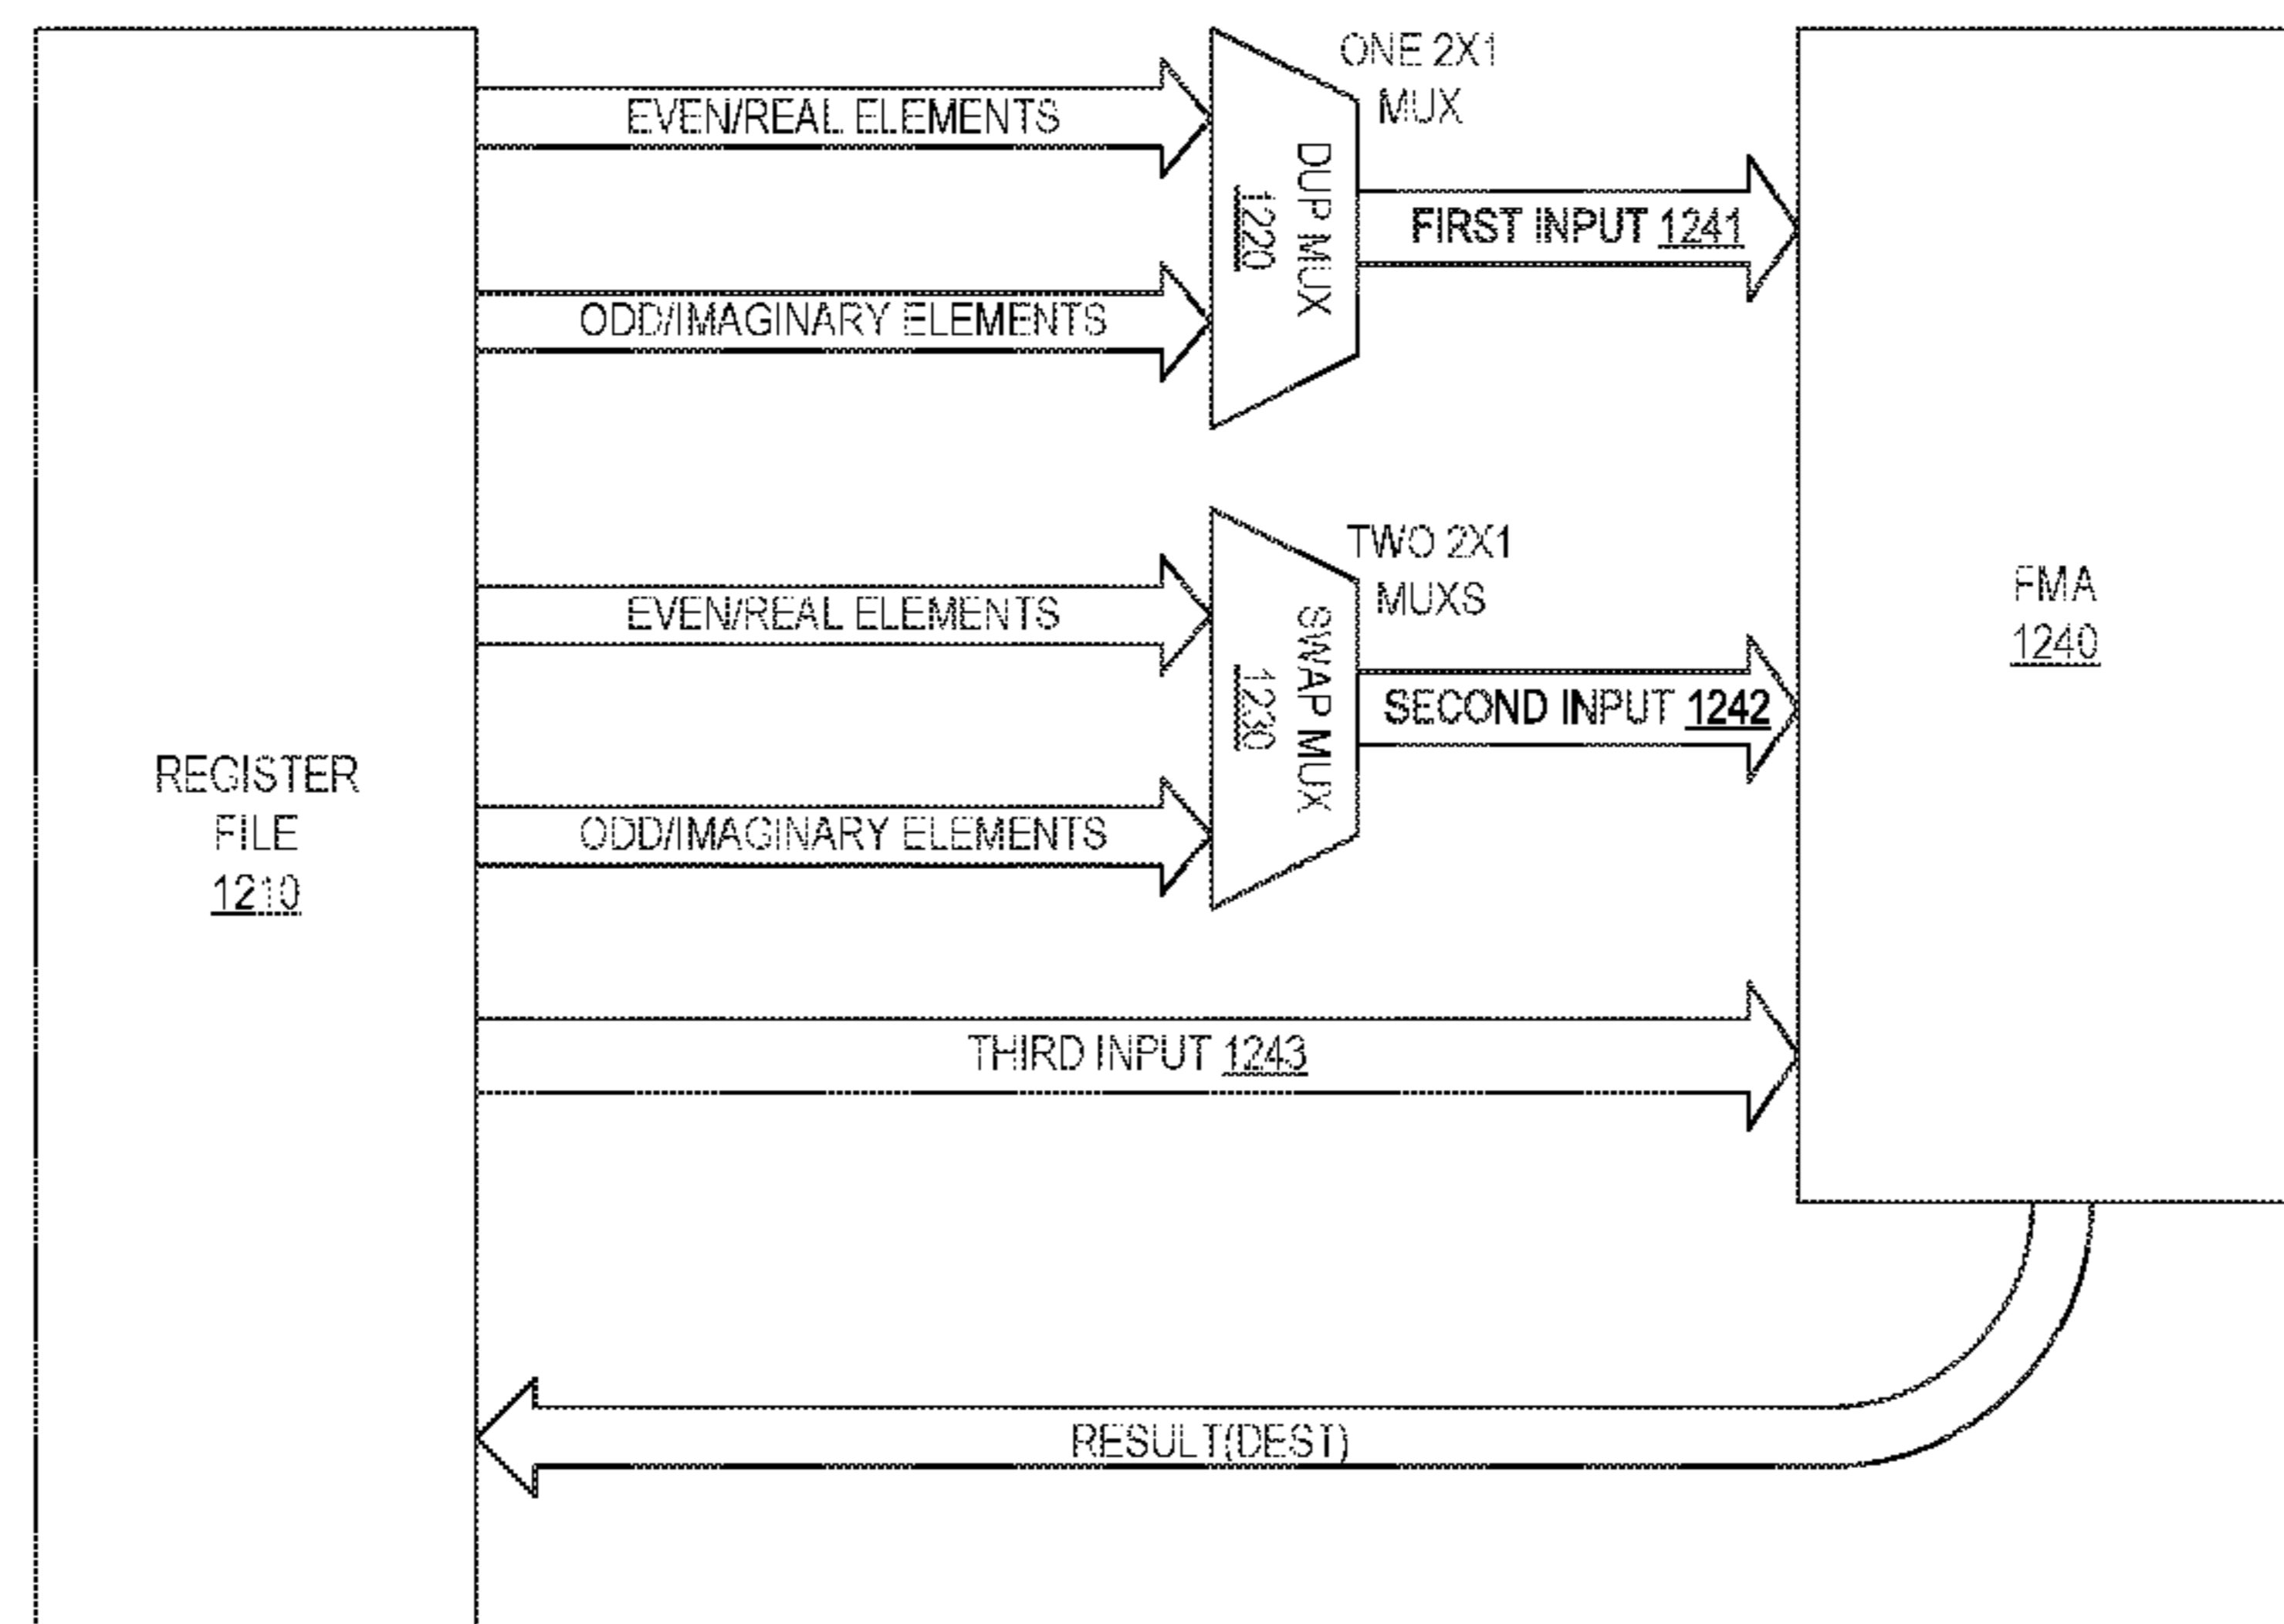 ONE 2X1
MUX
EVEN/REAL ELEMENTS
DUP MUX
1220
FIRST INPUT 1241
ODD/IMAGINARY ELEMENTS
TWO 2X1
MUXS
EVEN/REAL ELEMENTS
SWAP MUX
1230
SECOND INPUT 1242
FMA
1240
REGISTER
FILE
1210
ODD/IMAGINARY ELEMENTS
THIRD INPUT 1243
RESULT(DEST)